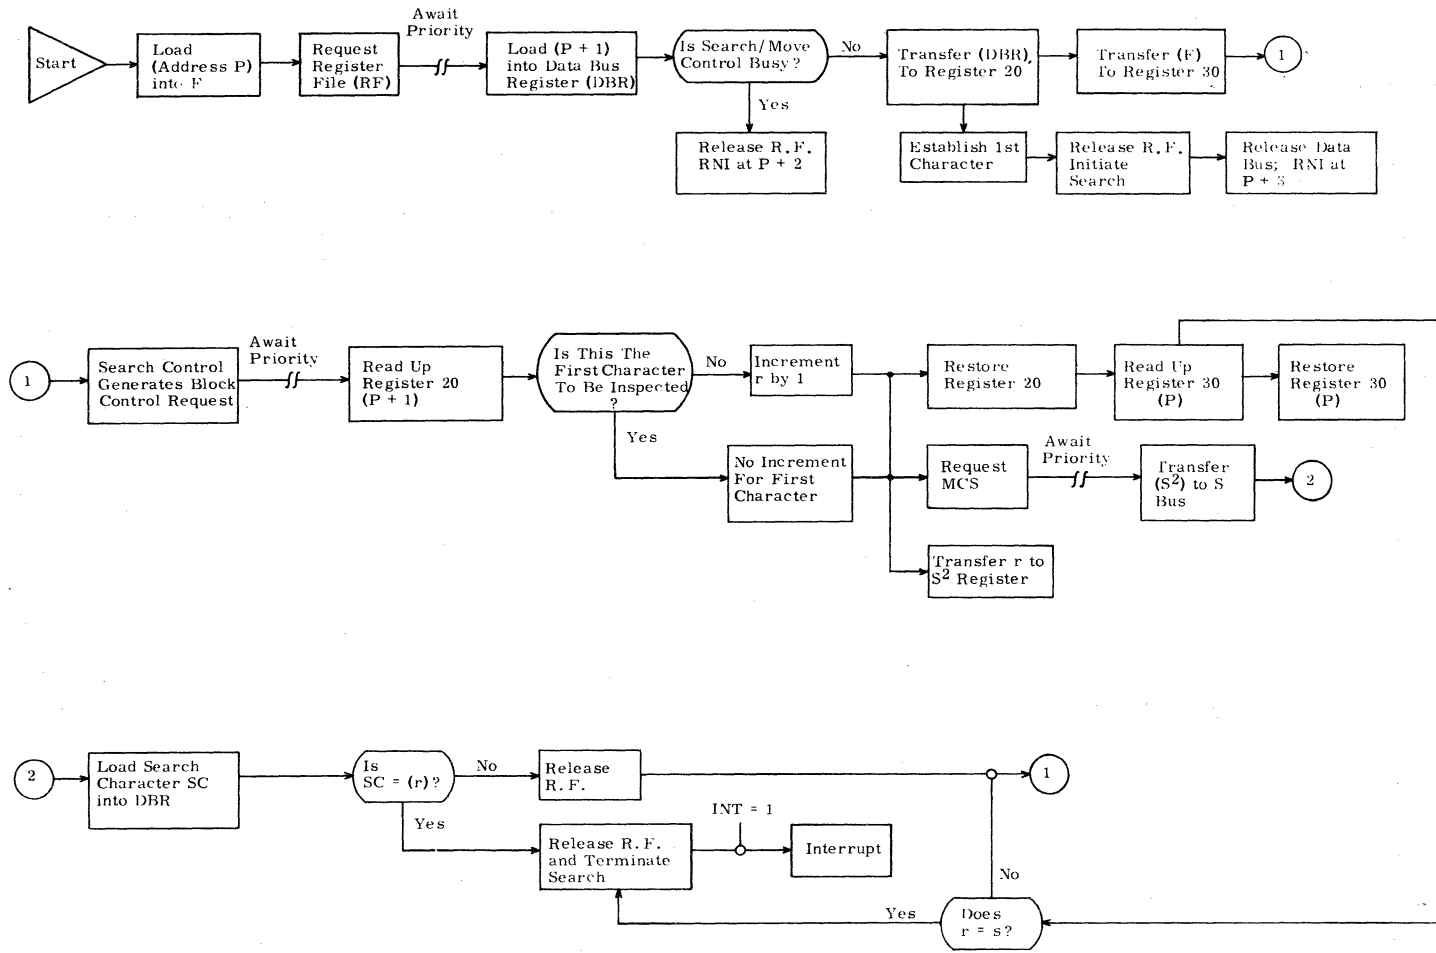 Start
Load
(Address P)
into F
Request
Register
File (RF)
Await
Priority
Load (P + 1)
into Data Bus
Register (DBR)
Is Search/Move
Control Busy?
No
Yes
Release R.F.
RNI at P + 2
Transfer (DBR),
To Register 20
Transfer (F)
To Register 30
1
Establish 1st
Character
Release R.F.
Initiate
Search
Release Data
Bus; RNI at
P + 3
1
Search Control
Generates Block
Control Request
Await
Priority
Read Up
Register 20
(P + 1)
Is This The
First Character
To Be Inspected
?
No
Yes
Increment
r by 1
No Increment
For First
Character
Restore
Register 20
Read Up
Register 30
(P)
Restore
Register 30
(P)
Request
MCS
Await
Priority
Transfer
(S²) to S
Bus
2
Transfer r to
S² Register
2
Load Search
Character SC
into DBR
Is
SC = (r)?
No
Yes
Release
R.F.
1
Release R.F.
and Terminate
Search
INT = 1
Interrupt
No
Yes
Does
r = s?